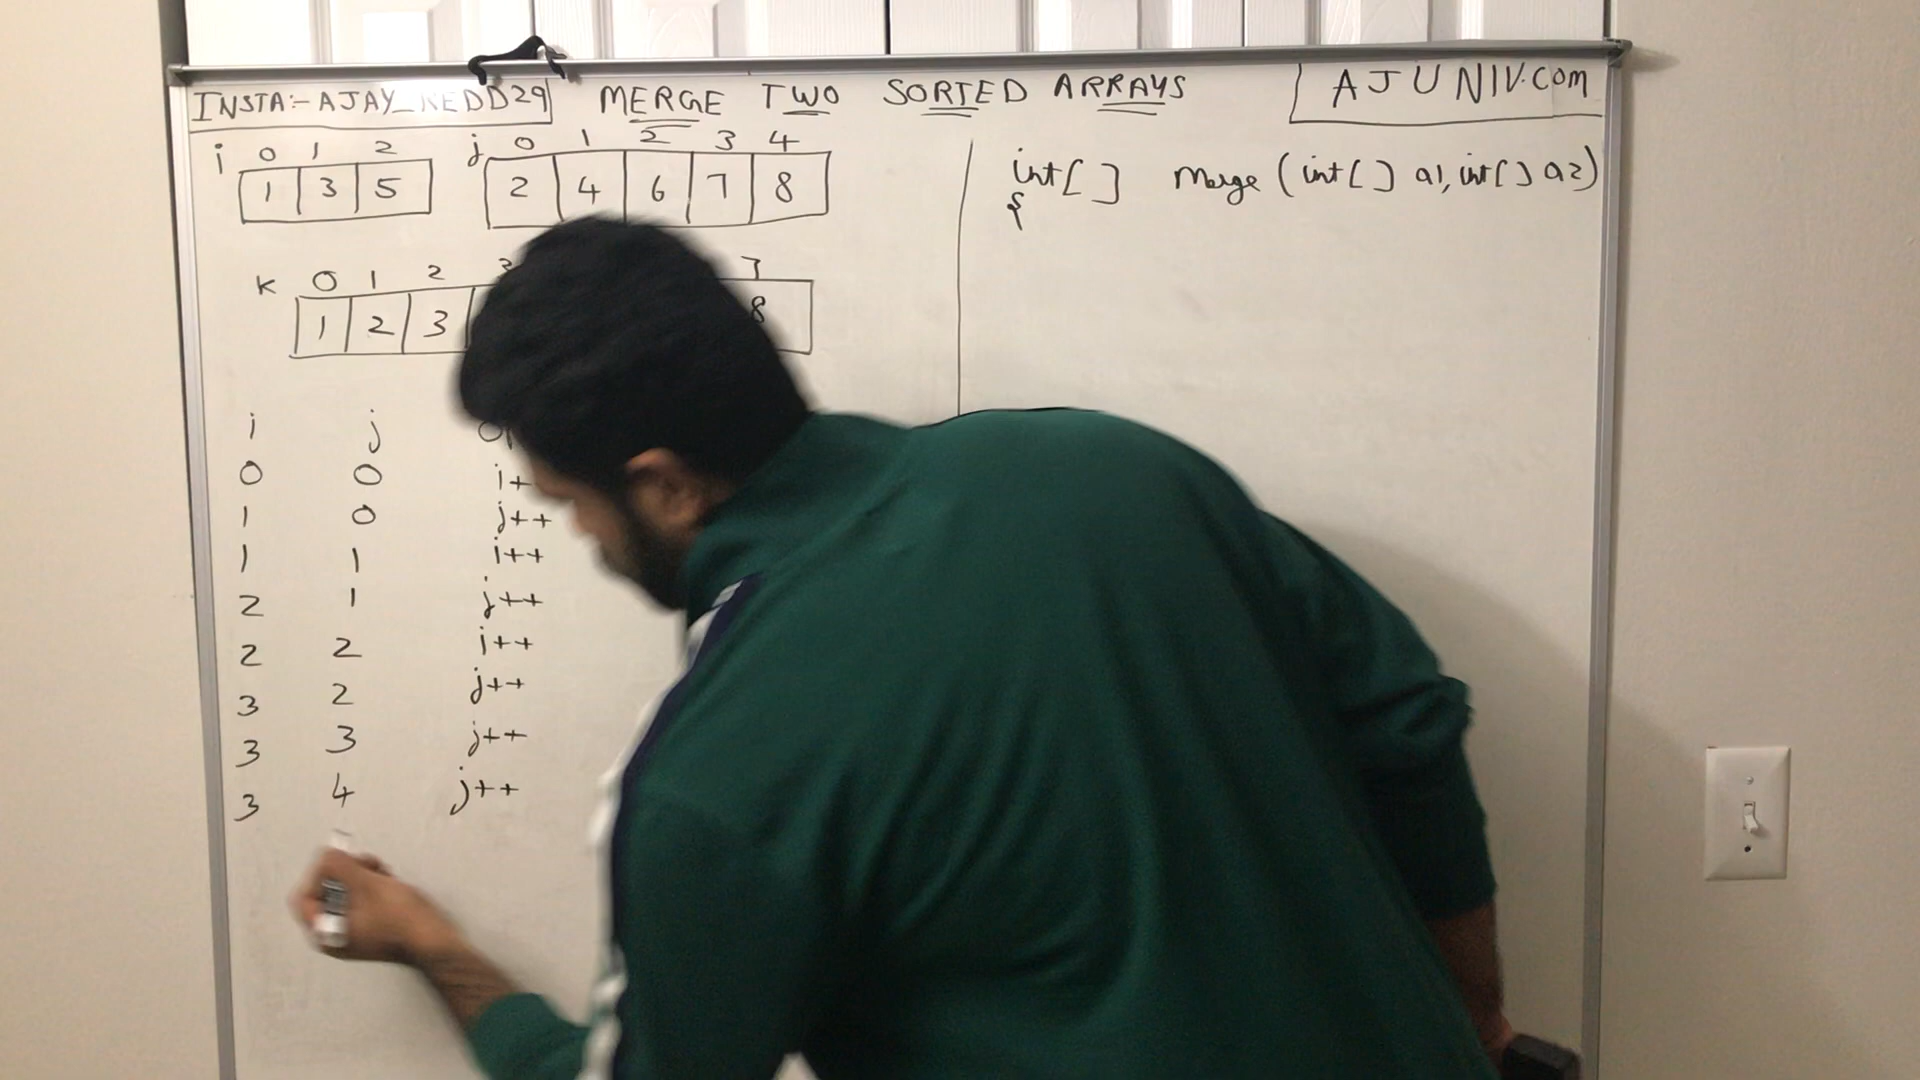 INSTA:- AJAY_REDD29 MERGE TWO SORTED ARRAYS AJUNIV.COM
i 0 1 2 j 0 1 2 3 4
1 3 5 2 4 6 7 8
int[] Merge (int[] a1, int[] a2)
{
k 0 1 2 3 7
1 2 3 8
i j
0 0 i+
1 0 j++
1 1 i++
2 1 j++
2 2 i++
3 2 j++
3 3 j++
3 4 j++